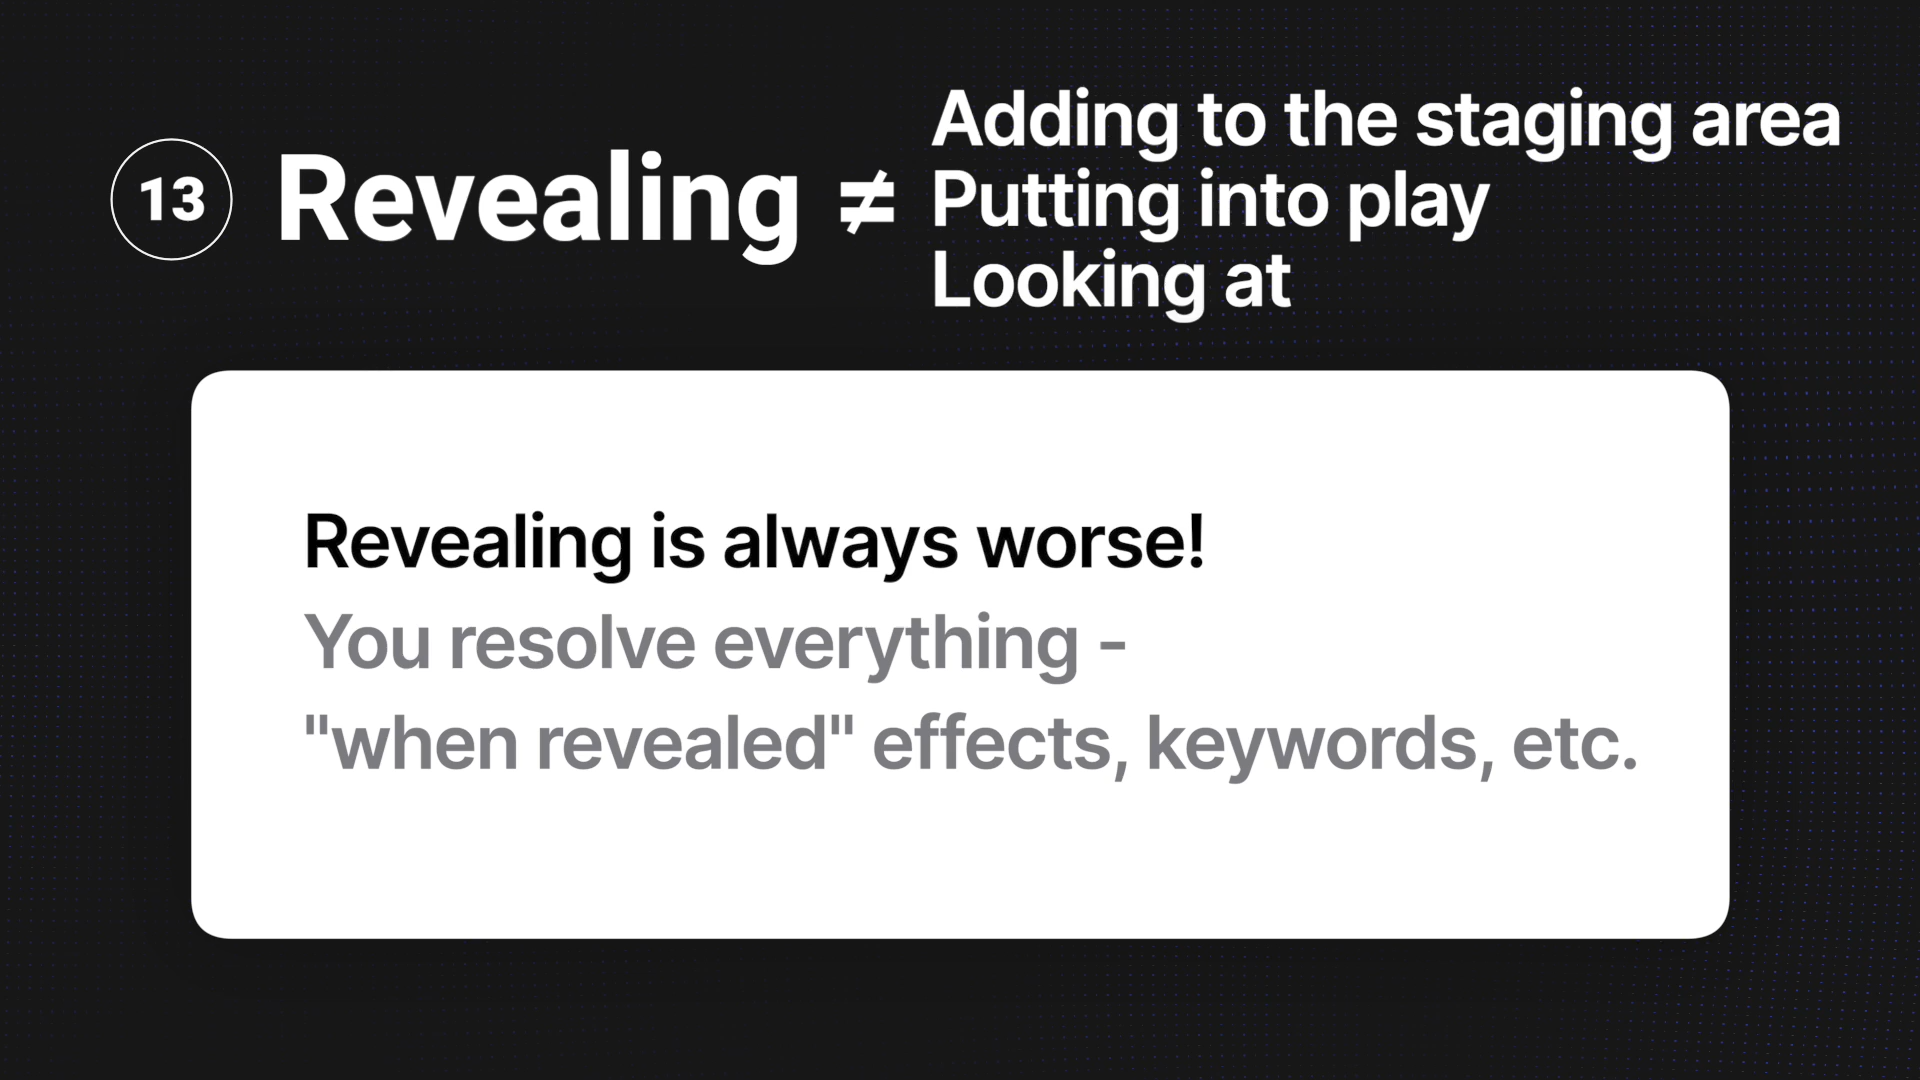 13
Revealing ≠
Adding to the staging area
Putting into play
Looking at
Revealing is always worse!
You resolve everything -
"when revealed" effects, keywords, etc.